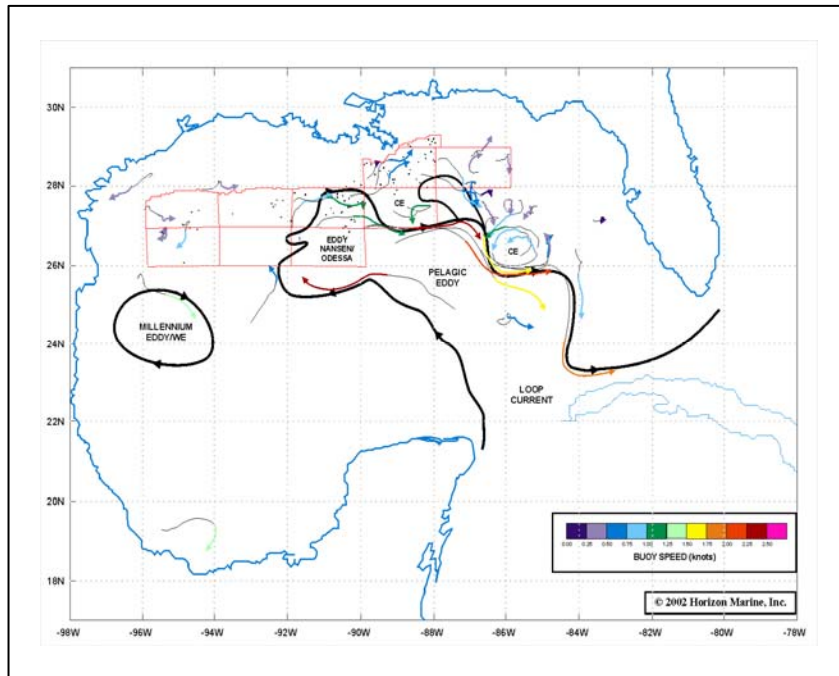 30N
28N
26N
24N
22N
20N
18N
CE
EDDY
NANSEN/
ODESSA
CE
PELAGIC
EDDY
MILLENNIUM
EDDY/WE
LOOP
CURRENT
0.00 0.25 0.50 0.75 1.00 1.25 1.50 1.75 2.00 2.25 2.50
BUOY SPEED (knots)
© 2002 Horizon Marine, Inc.
-98W -96W -94W -92W -90W -88W -86W -84W -82W -80W -78W